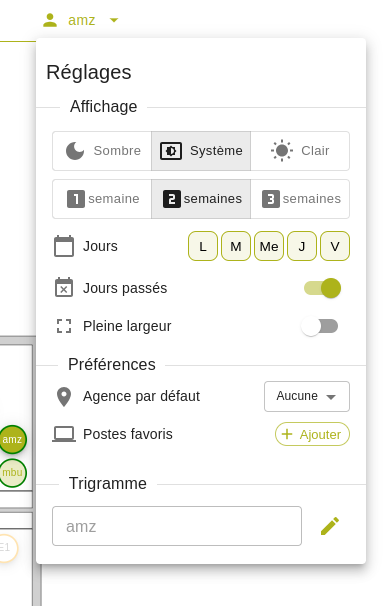 amz
Réglages
Affichage
Sombre Système Clair
1 semaine 2 semaines 3 semaines
Jours L M Me J V
Jours passés
Pleine largeur
Préférences
Agence par défaut Aucune
amz
Postes favoris + Ajouter
mbu
Trigramme
amz
E1